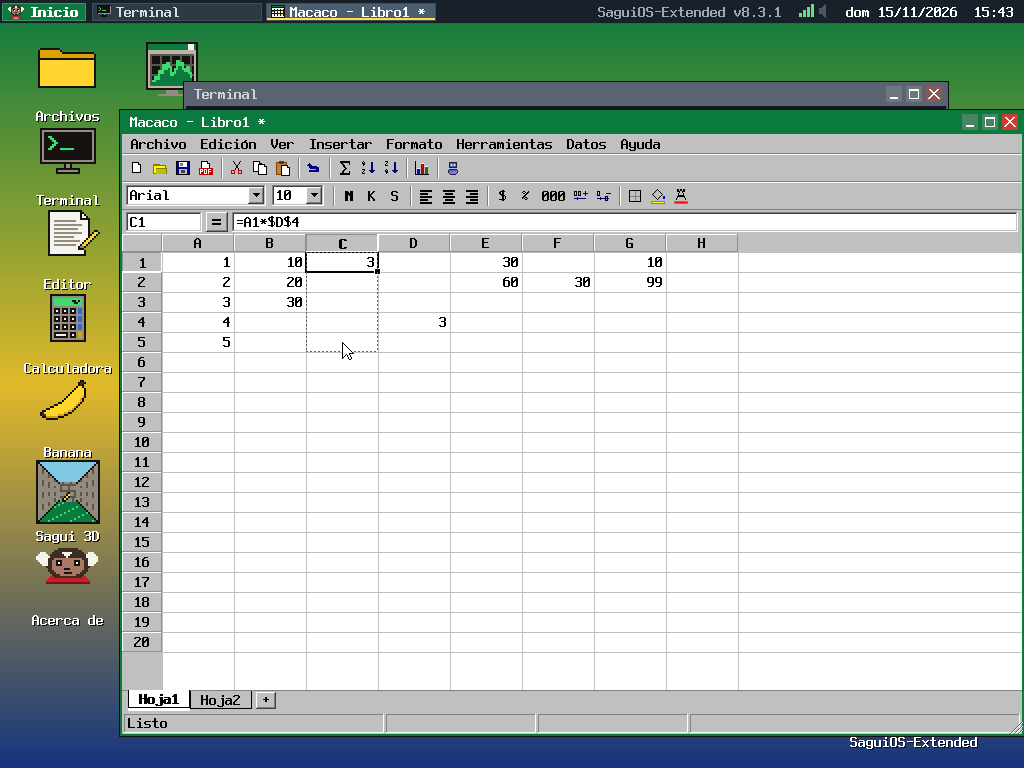 Inicio
Terminal
Macaco - Libro1 *
SaguiOS-Extended v8.3.1
dom 15/11/2026
15:43
Archivos
Terminal
Editor
Calculadora
Banana
Sagui 3D
Acerca de
Terminal
Macaco - Libro1 *
Archivo Edición Ver Insertar Formato Herramientas Datos Ayuda
PDF
Arial 10 N K S $ % 000
C1 = =A1*$D$4
A B C D E F G H
1 1 10 3 30 10
2 2 20 60 30 99
3 3 30
4 4 3
5 5
6
7
8
9
10
11
12
13
14
15
16
17
18
19
20
Hoja1 Hoja2 +
Listo
SaguiOS-Extended